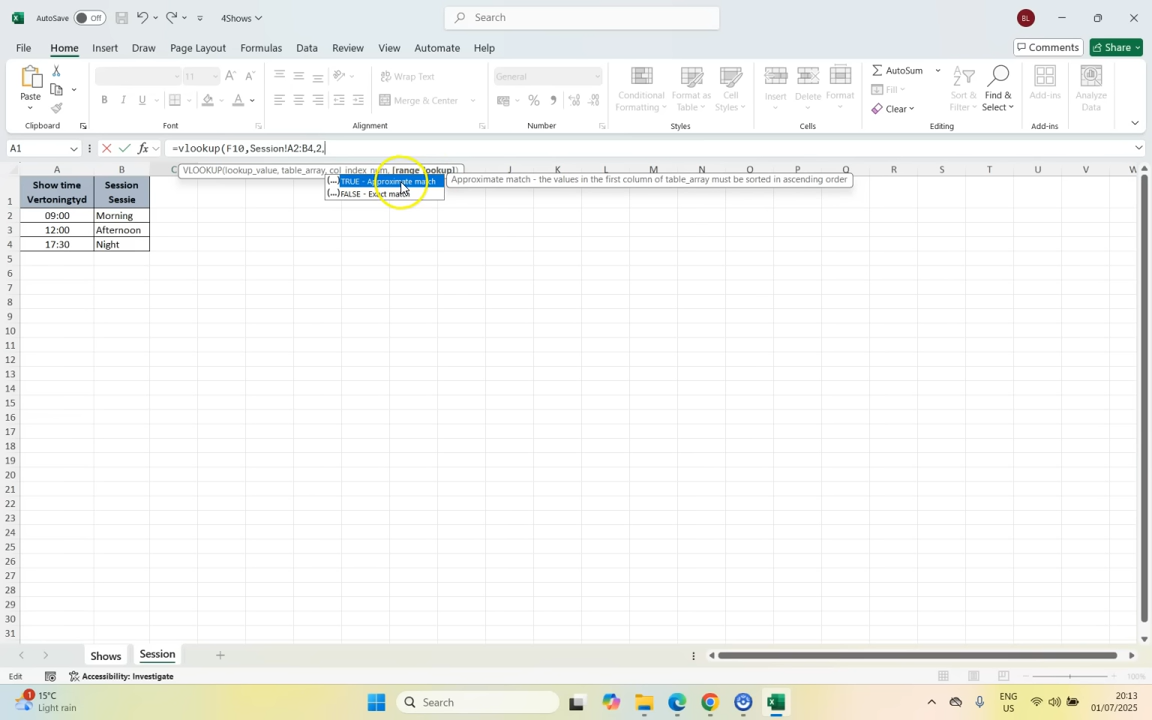 AutoSave Off 4Shows Search BL
File Home Insert Draw Page Layout Formulas Data Review View Automate Help Comments Share
Paste 11 A A Wrap Text General Conditional Formatting Format as Table Cell Styles Insert Delete Format AutoSum Fill Clear Sort & Filter Find & Select Add-ins Analyze Data
B I U A Merge & Center % 
Clipboard Font Alignment Number Styles Cells Editing Add-ins
A1 fx =vlookup(F10,Session!A2:B4,2,
VLOOKUP(lookup_value, table_array, col_index_num, [range_lookup])
(...) TRUE - Approximate match Approximate match - the values in the first column of table_array must be sorted in ascending order
(...) FALSE - Exact match
A B C J K L M N O P Q R S T U V W
1 Show time Session
Vertoningtyd Sessie
2 09:00 Morning
3 12:00 Afternoon
4 17:30 Night
5
6
7
8
9
10
11
12
13
14
15
16
17
18
19
20
21
22
23
24
25
26
27
28
29
30
31
Shows Session
Edit Accessibility: Investigate 100%
1 15°C
Light rain
Search
ENG
US
20:13
01/07/2025